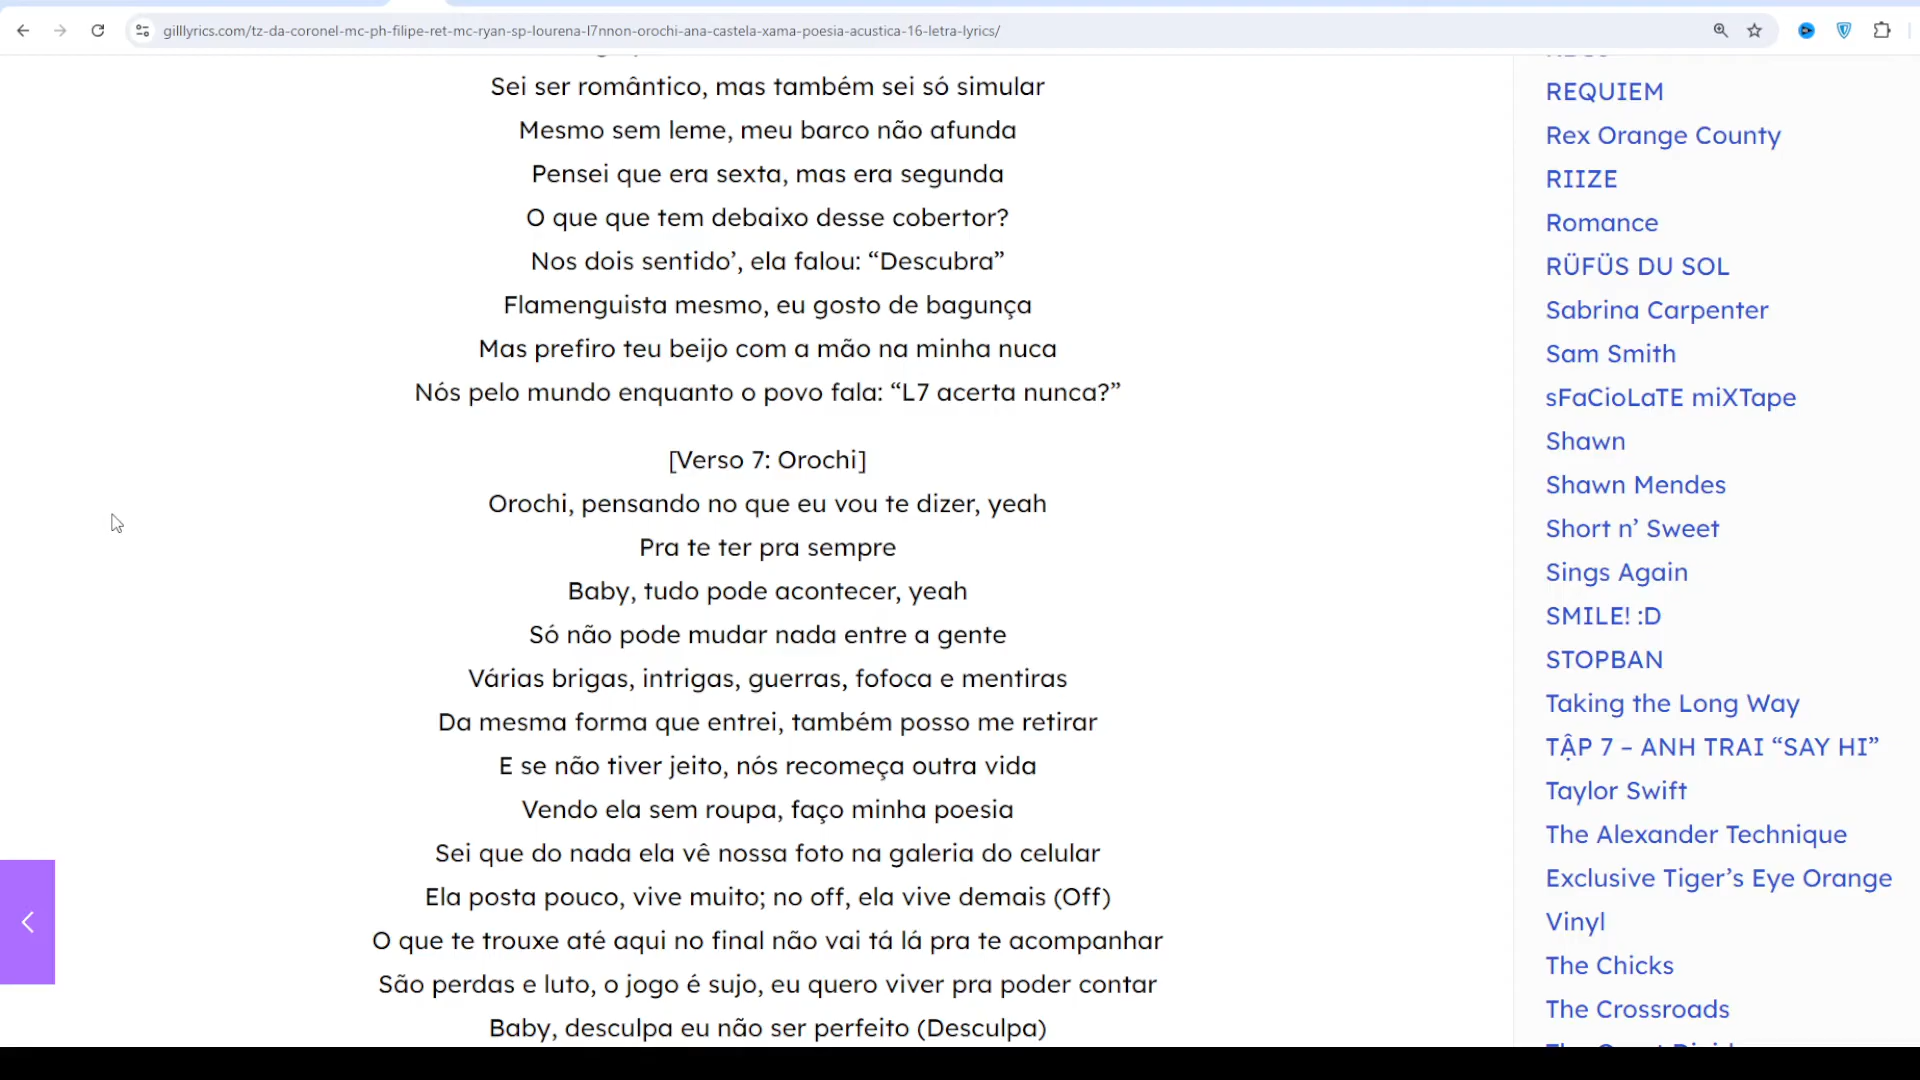 gilllyrics.com/tz-da-coronel-mc-ph-filipe-ret-mc-ryan-sp-lourena-l7nnon-orochi-ana-castela-xama-poesia-acustica-16-letra-lyrics/
Sei ser romântico, mas também sei só simular
Mesmo sem leme, meu barco não afunda
Pensei que era sexta, mas era segunda
O que que tem debaixo desse cobertor?
Nos dois sentido’, ela falou: “Descubra”
Flamenguista mesmo, eu gosto de bagunça
Mas prefiro teu beijo com a mão na minha nuca
Nós pelo mundo enquanto o povo fala: “L7 acerta nunca?”
[Verso 7: Orochi]
Orochi, pensando no que eu vou te dizer, yeah
Pra te ter pra sempre
Baby, tudo pode acontecer, yeah
Só não pode mudar nada entre a gente
Várias brigas, intrigas, guerras, fofoca e mentiras
Da mesma forma que entrei, também posso me retirar
E se não tiver jeito, nós recomeça outra vida
Vendo ela sem roupa, faço minha poesia
Sei que do nada ela vê nossa foto na galeria do celular
Ela posta pouco, vive muito; no off, ela vive demais (Off)
O que te trouxe até aqui no final não vai tá lá pra te acompanhar
São perdas e luto, o jogo é sujo, eu quero viver pra poder contar
Baby, desculpa eu não ser perfeito (Desculpa)
REQUIEM
Rex Orange County
RIIZE
Romance
RÜFÜS DU SOL
Sabrina Carpenter
Sam Smith
sFaCioLaTE miXTape
Shawn
Shawn Mendes
Short n’ Sweet
Sings Again
SMILE! :D
STOPBAN
Taking the Long Way
TẬP 7 – ANH TRAI “SAY HI”
Taylor Swift
The Alexander Technique
Exclusive Tiger’s Eye Orange
Vinyl
The Chicks
The Crossroads